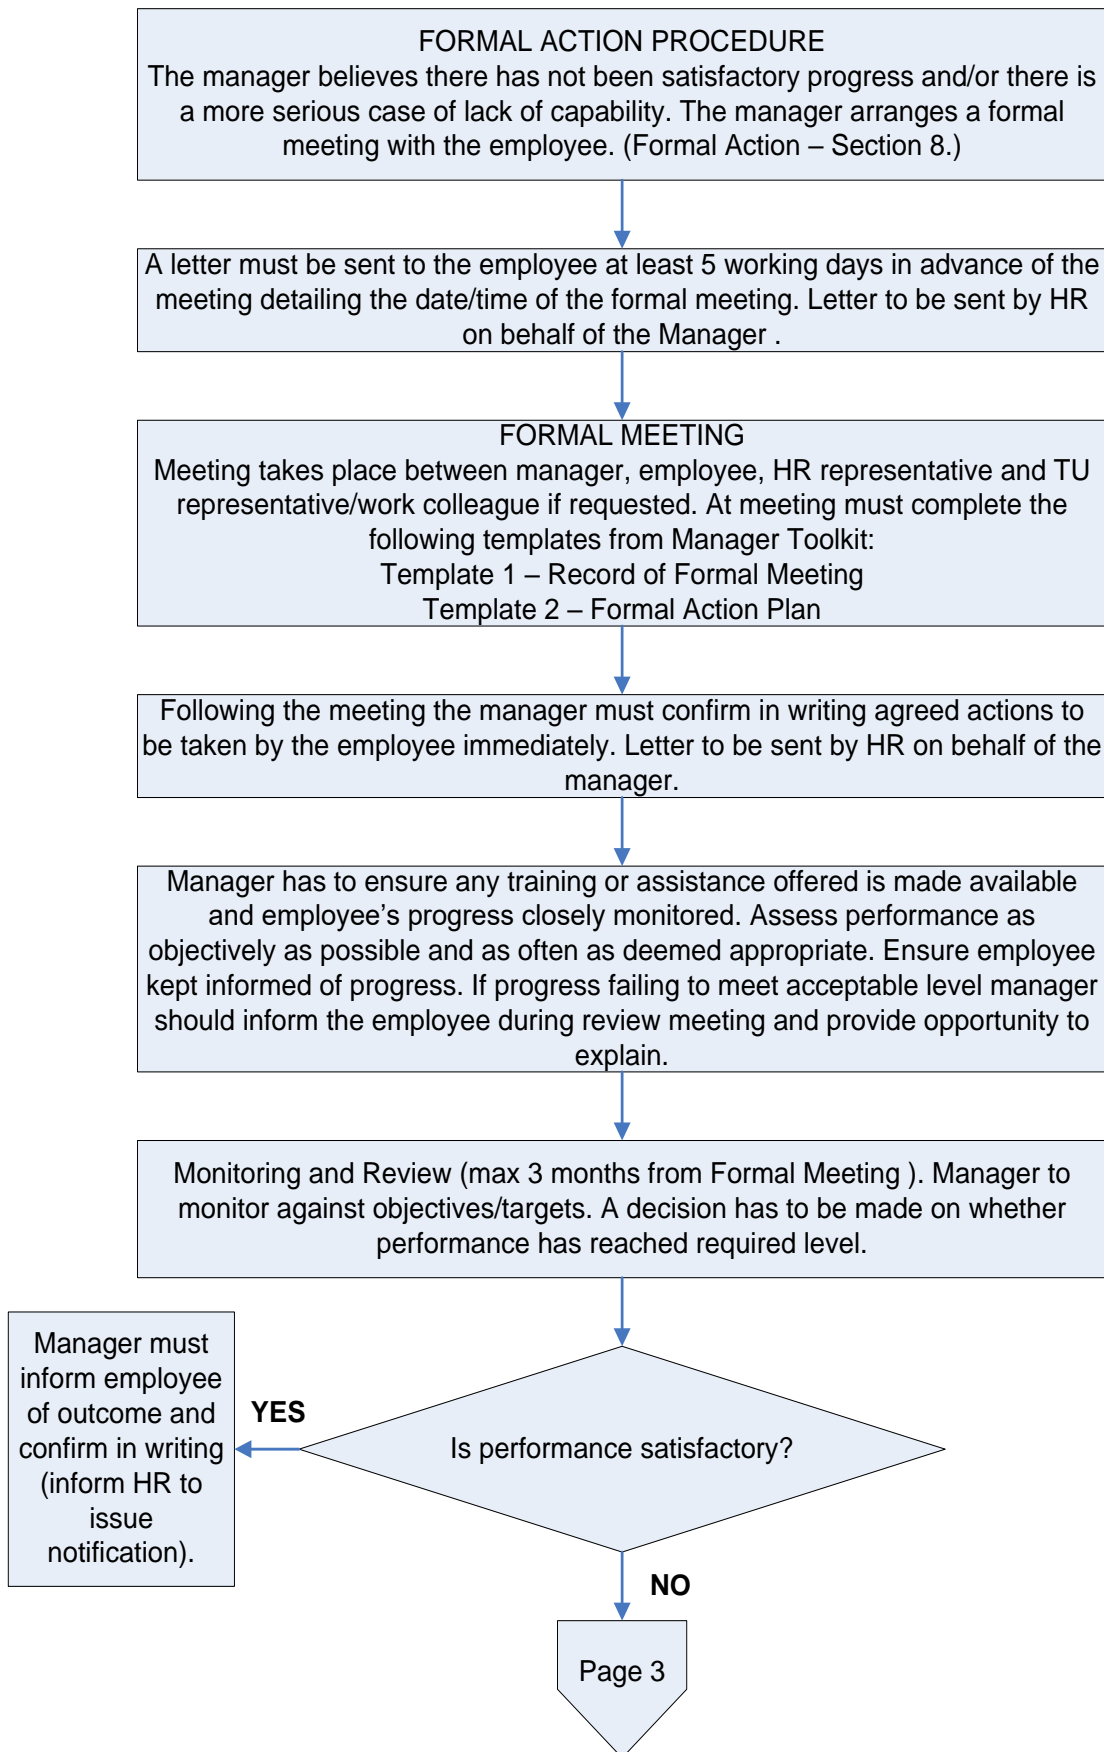 FORMAL ACTION PROCEDURE
The manager believes there has not been satisfactory progress and/or there is
a more serious case of lack of capability. The manager arranges a formal
meeting with the employee. (Formal Action – Section 8.)
A letter must be sent to the employee at least 5 working days in advance of the
meeting detailing the date/time of the formal meeting. Letter to be sent by HR
on behalf of the Manager .
FORMAL MEETING
Meeting takes place between manager, employee, HR representative and TU
representative/work colleague if requested. At meeting must complete the
following templates from Manager Toolkit:
Template 1 – Record of Formal Meeting
Template 2 – Formal Action Plan
Following the meeting the manager must confirm in writing agreed actions to
be taken by the employee immediately. Letter to be sent by HR on behalf of the
manager.
Manager has to ensure any training or assistance offered is made available
and employee’s progress closely monitored. Assess performance as
objectively as possible and as often as deemed appropriate. Ensure employee
kept informed of progress. If progress failing to meet acceptable level manager
should inform the employee during review meeting and provide opportunity to
explain.
Monitoring and Review (max 3 months from Formal Meeting ). Manager to
monitor against objectives/targets. A decision has to be made on whether
performance has reached required level.
Manager must
inform employee
of outcome and
confirm in writing
(inform HR to
issue
notification).
YES
Is performance satisfactory?
NO
Page 3